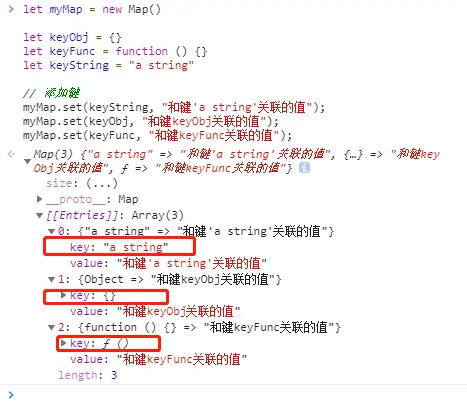 let myMap = new Map()
let keyObj = {}
let keyFunc = function () {}
let keyString = "a string"
// 添加键
myMap.set(keyString, "和键'a string'关联的值");
myMap.set(keyObj, "和键keyObj关联的值");
myMap.set(keyFunc, "和键keyFunc关联的值");
Map(3) {"a string" => "和键'a string'关联的值", {…} => "和键key
Obj关联的值", ƒ => "和键keyFunc关联的值"}
size: (...)
__proto__: Map
[[Entries]]: Array(3)
0: {"a string" => "和键'a string'关联的值"}
key: "a string"
value: "和键'a string'关联的值"
1: {Object => "和键keyObj关联的值"}
key: {}
value: "和键keyObj关联的值"
2: {function () {} => "和键keyFunc关联的值"}
key: ƒ ()
value: "和键keyFunc关联的值"
length: 3